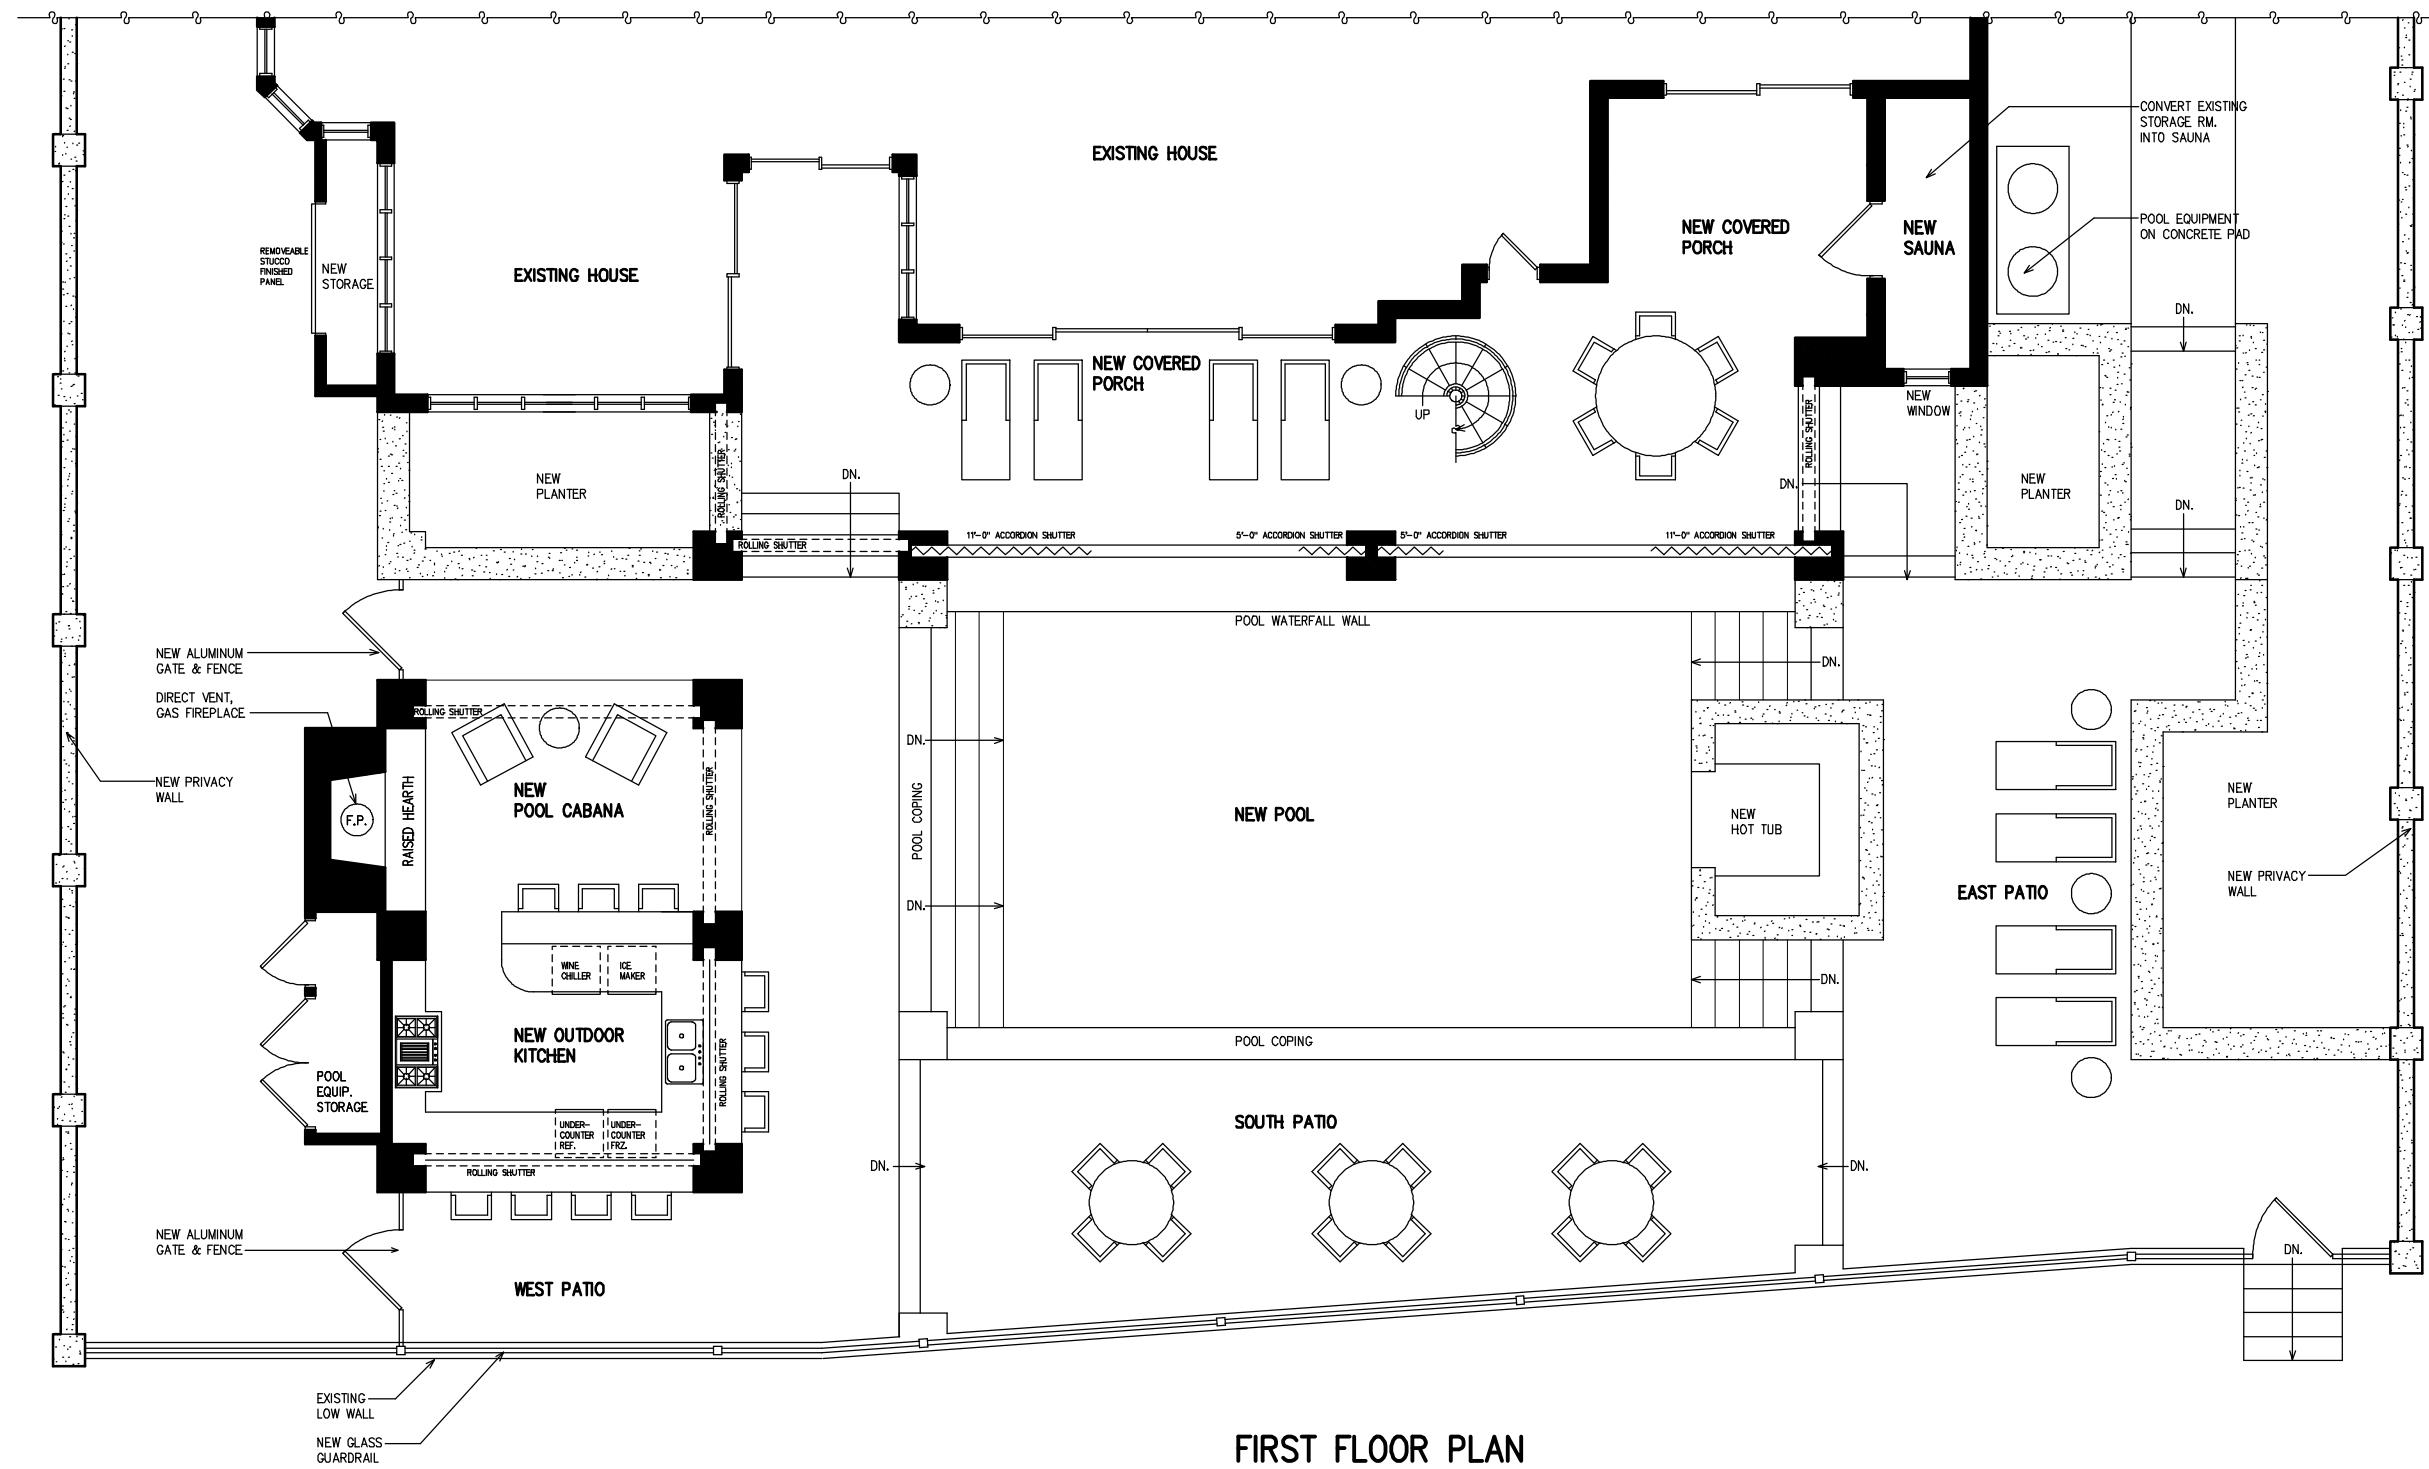 CONVERT EXISTING
STORAGE RM.
INTO SAUNA
EXISTING HOUSE
NEW COVERED
PORCH
NEW
SAUNA
POOL EQUIPMENT
ON CONCRETE PAD
REMOVEABLE
STUCCO
FINISHED
PANEL
NEW
STORAGE
EXISTING HOUSE
DN.
NEW COVERED
PORCH
UP
NEW
WINDOW
ROLLING SHUTTER
ROLLING SHUTTER
NEW
PLANTER
DN.
DN.
NEW
PLANTER
DN.
ROLLING SHUTTER
11'-0" ACCORDION SHUTTER
5'-0" ACCORDION SHUTTER
5'-0" ACCORDION SHUTTER
11'-0" ACCORDION SHUTTER
POOL WATERFALL WALL
NEW ALUMINUM
GATE & FENCE
DN.
DIRECT VENT,
GAS FIREPLACE
ROLLING SHUTTER
DN.
NEW PRIVACY
WALL
RAISED HEARTH
NEW
POOL CABANA
ROLLING SHUTTER
F.P.
POOL COPING
NEW POOL
NEW
HOT TUB
NEW
PLANTER
NEW PRIVACY
WALL
EAST PATIO
DN.
WINE
CHILLER
ICE
MAKER
DN.
NEW OUTDOOR
KITCHEN
ROLLING SHUTTER
POOL COPING
POOL
EQUIP.
STORAGE
UNDER-
COUNTER
REF.
UNDER-
COUNTER
FRZ.
SOUTH PATIO
ROLLING SHUTTER
DN.
DN.
NEW ALUMINUM
GATE & FENCE
DN.
WEST PATIO
EXISTING
LOW WALL
NEW GLASS
GUARDRAIL
FIRST FLOOR PLAN